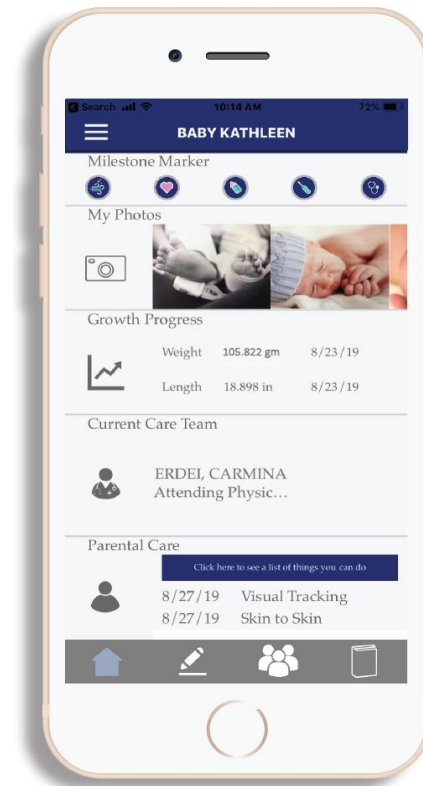 Search
10:14 AM
72%
BABY KATHLEEN
Milestone Marker
My Photos
Growth Progress
Weight 105.822 gm 8/23/19
Length 18.898 in 8/23/19
Current Care Team
ERDEI, CARMINA
Attending Physic...
Parental Care
Click here to see a list of things you can do
8/27/19 Visual Tracking
8/27/19 Skin to Skin